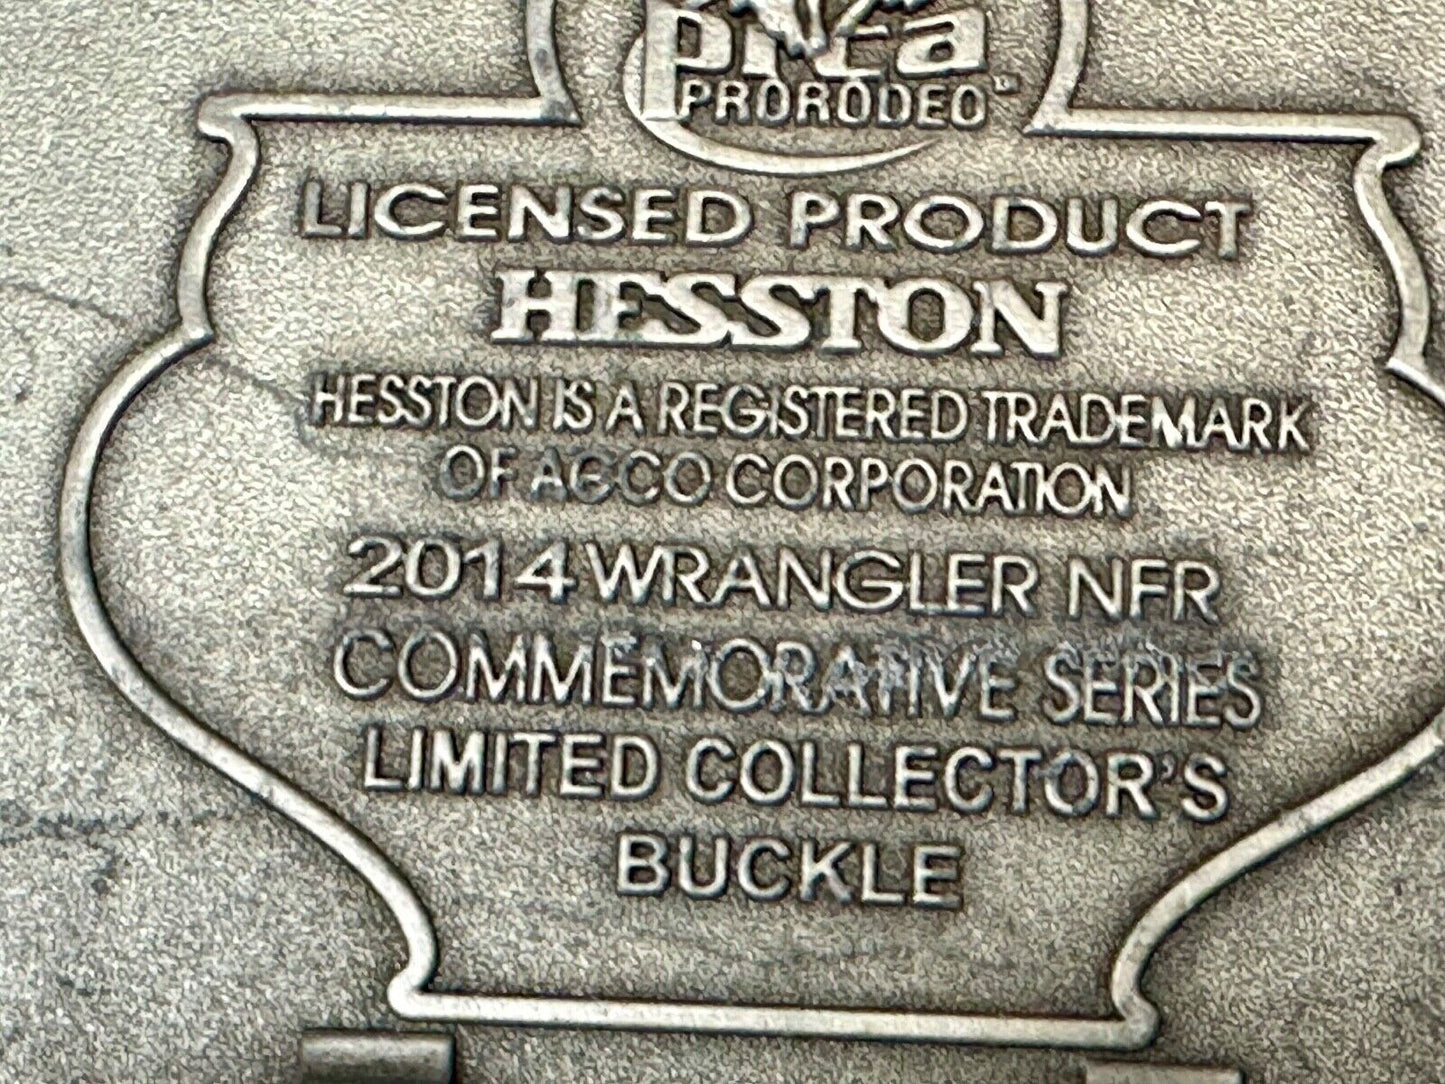 prca
PRORODEO
LICENSED PRODUCT
HESSTON
HESSTON IS A REGISTERED TRADEMARK
OF AGCO CORPORATION
2014 WRANGLER NFR
COMMEMORATIVE SERIES
LIMITED COLLECTOR'S
BUCKLE